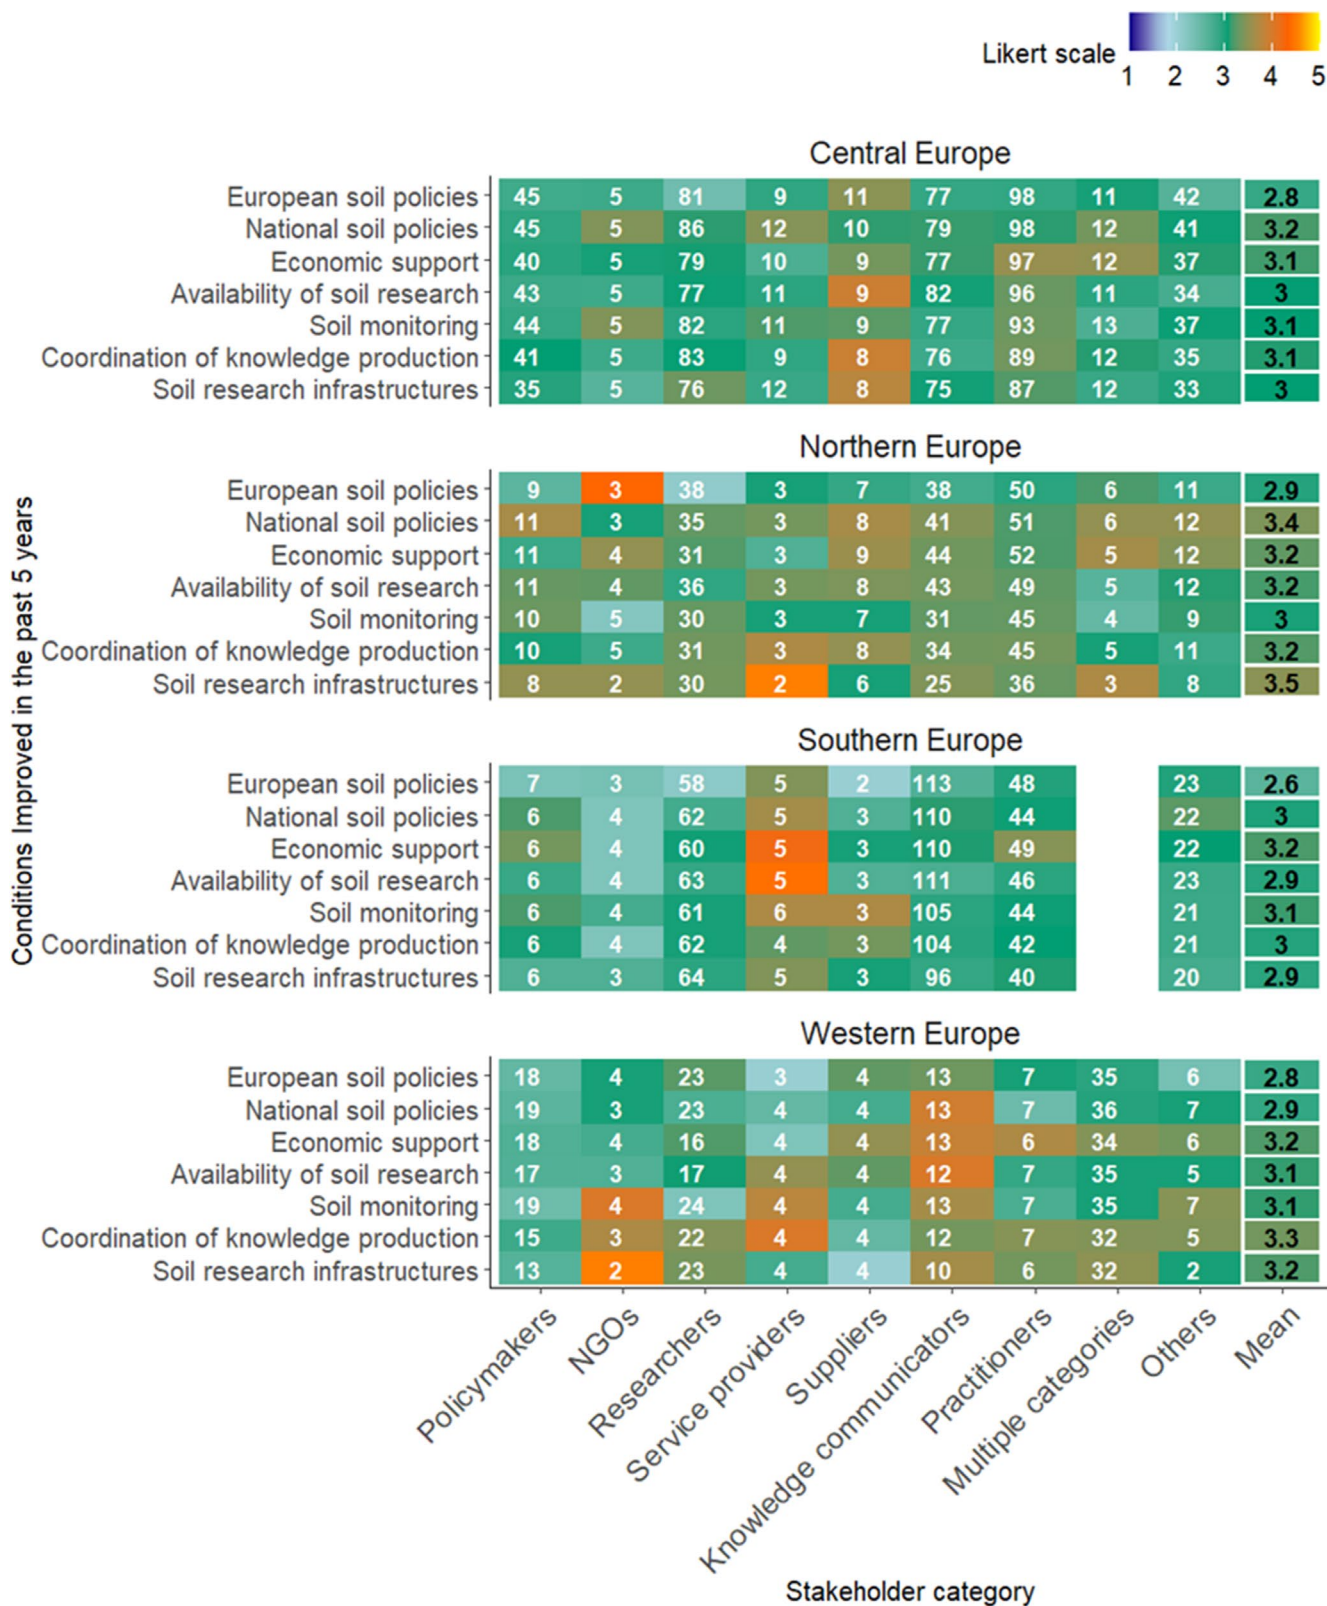 Likert scale
1 2 3 4 5
Central Europe
European soil policies 45 5 81 9 11 77 98 11 42 2.8
National soil policies 45 5 86 12 10 79 98 12 41 3.2
Economic support 40 5 79 10 9 77 97 12 37 3.1
Availability of soil research 43 5 77 11 9 82 96 11 34 3
Soil monitoring 44 5 82 11 9 77 93 13 37 3.1
Coordination of knowledge production 41 5 83 9 8 76 89 12 35 3.1
Soil research infrastructures 35 5 76 12 8 75 87 12 33 3
Northern Europe
European soil policies 9 3 38 3 7 38 50 6 11 2.9
National soil policies 11 3 35 3 8 41 51 6 12 3.4
Economic support 11 4 31 3 9 44 52 5 12 3.2
Availability of soil research 11 4 36 3 8 43 49 5 12 3.2
Soil monitoring 10 5 30 3 7 31 45 4 9 3
Coordination of knowledge production 10 5 31 3 8 34 45 5 11 3.2
Soil research infrastructures 8 2 30 2 6 25 36 3 8 3.5
Southern Europe
European soil policies 7 3 58 5 2 113 48 23 2.6
National soil policies 6 4 62 5 3 110 44 22 3
Economic support 6 4 60 5 3 110 49 22 3.2
Availability of soil research 6 4 63 5 3 111 46 23 2.9
Soil monitoring 6 4 61 6 3 105 44 21 3.1
Coordination of knowledge production 6 4 62 4 3 104 42 21 3
Soil research infrastructures 6 3 64 5 3 96 40 20 2.9
Western Europe
European soil policies 18 4 23 3 4 13 7 35 6 2.8
National soil policies 19 3 23 4 4 13 7 36 7 2.9
Economic support 18 4 16 4 4 13 6 34 6 3.2
Availability of soil research 17 3 17 4 4 12 7 35 5 3.1
Soil monitoring 19 4 24 4 4 13 7 35 7 3.1
Coordination of knowledge production 15 3 22 4 4 12 7 32 5 3.3
Soil research infrastructures 13 2 23 4 4 10 6 32 2 3.2
Conditions Improved in the past 5 years
Policymakers
NGOs
Researchers
Service providers
Suppliers
Knowledge communicators
Practitioners
Multiple categories
Others
Mean
Stakeholder category